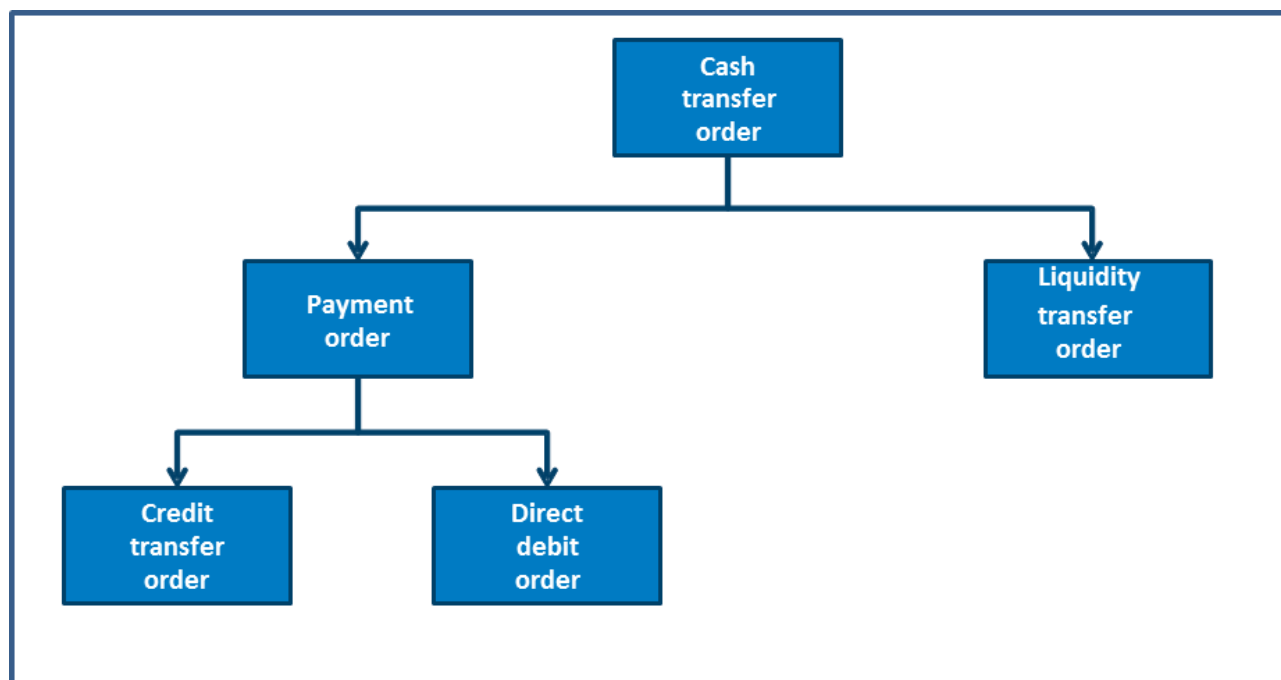 Cash
transfer
order
Payment
order
Liquidity
transfer
order
Credit
transfer
order
Direct
debit
order